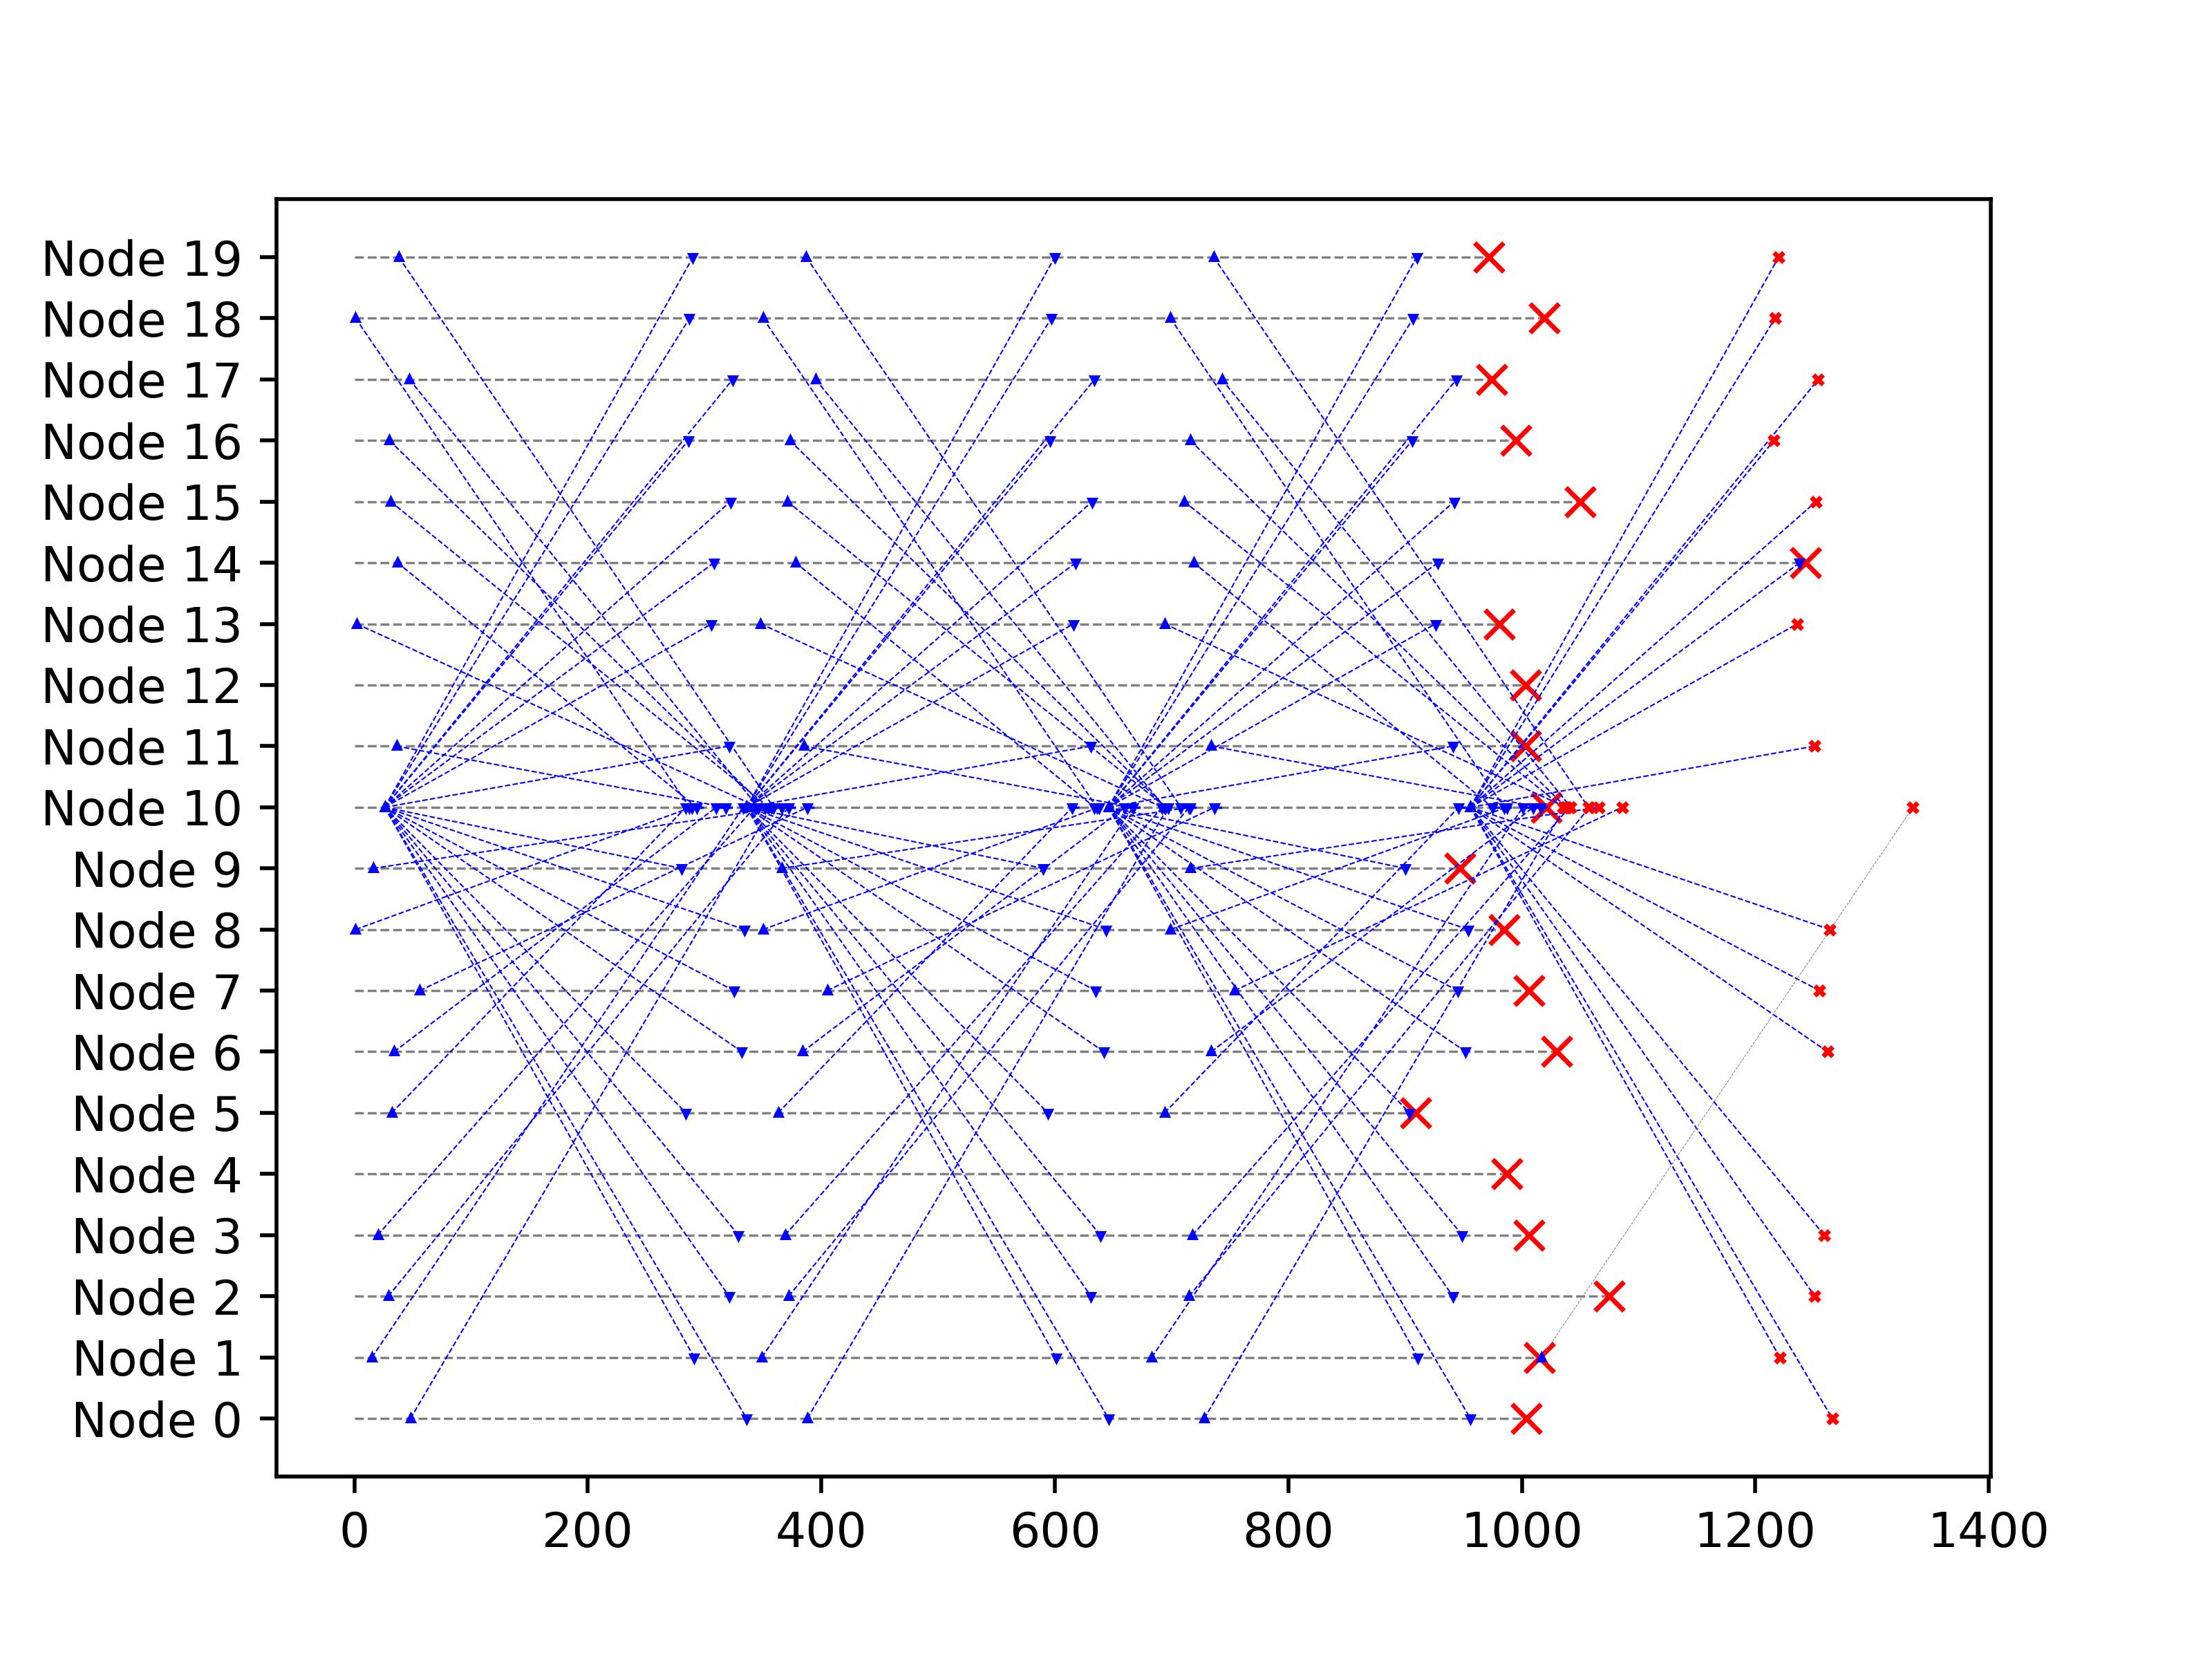 Node 19
Node 18
Node 17
Node 16
Node 15
Node 14
Node 13
Node 12
Node 11
Node 10
Node 9
Node 8
Node 7
Node 6
Node 5
Node 4
Node 3
Node 2
Node 1
Node 0
0 200 400 600 800 1000 1200 1400